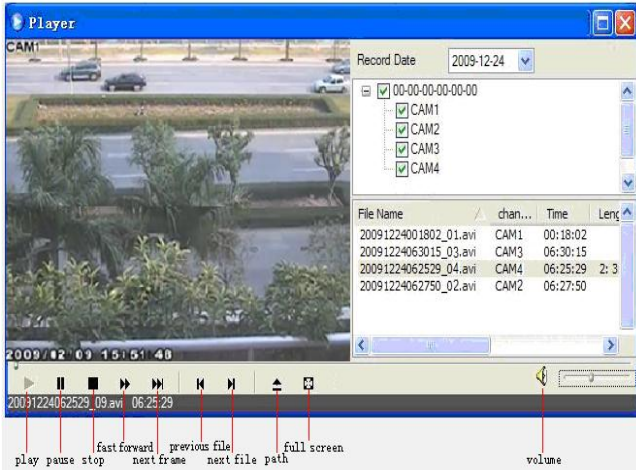 Player
CAM1
Record Date 2009-12-24
00-00-00-00-00-00
CAM1
CAM2
CAM3
CAM4
File Name chan... Time Leng
20091224001802_01.avi CAM1 00:18:02
20091224063015_03.avi CAM3 06:30:15
20091224062529_04.avi CAM4 06:25:29 2: 3
20091224062750_02.avi CAM2 06:27:50
2009/02 09 15:51:48
20091224062529_09.avi 06:25:29
fast forward previous file full screen
play pause stop next frame next file path volume